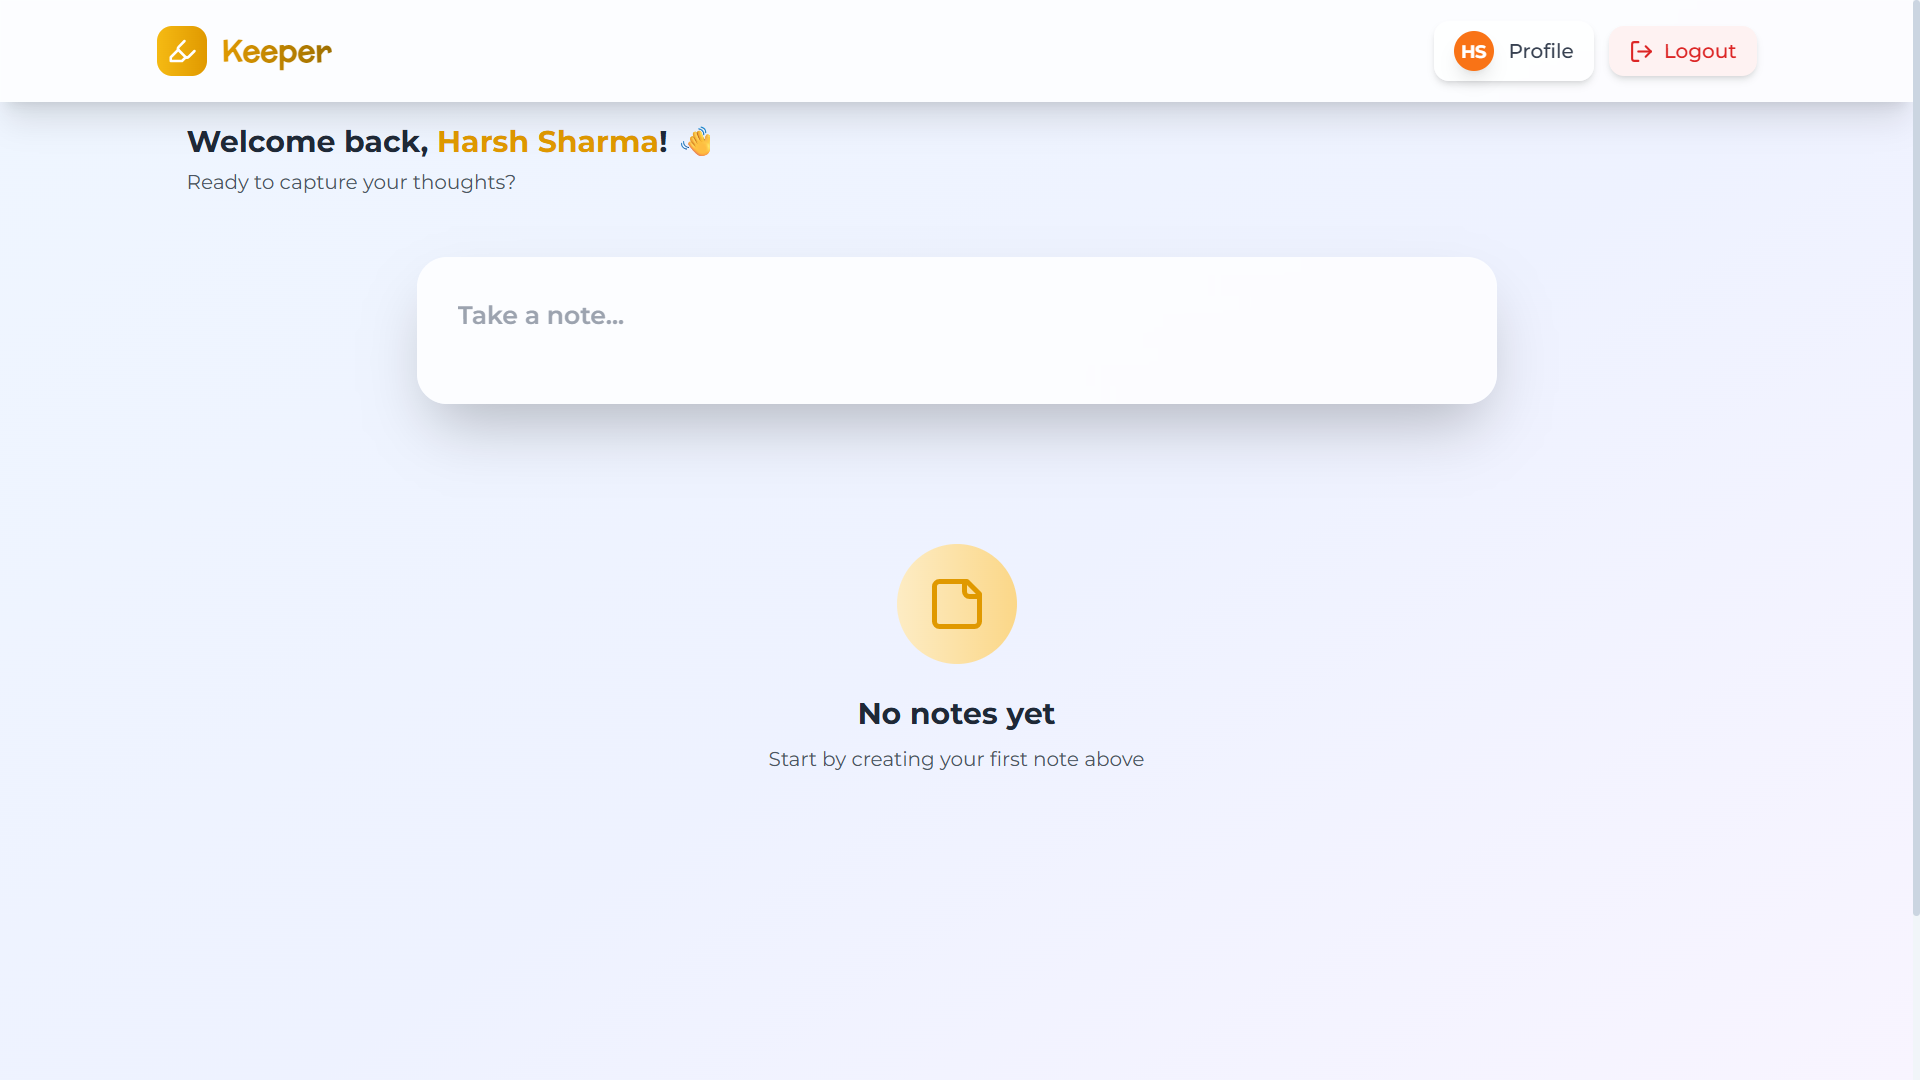 Keeper
HS Profile
Logout
Welcome back, Harsh Sharma! 👋
Ready to capture your thoughts?
Take a note...
No notes yet
Start by creating your first note above